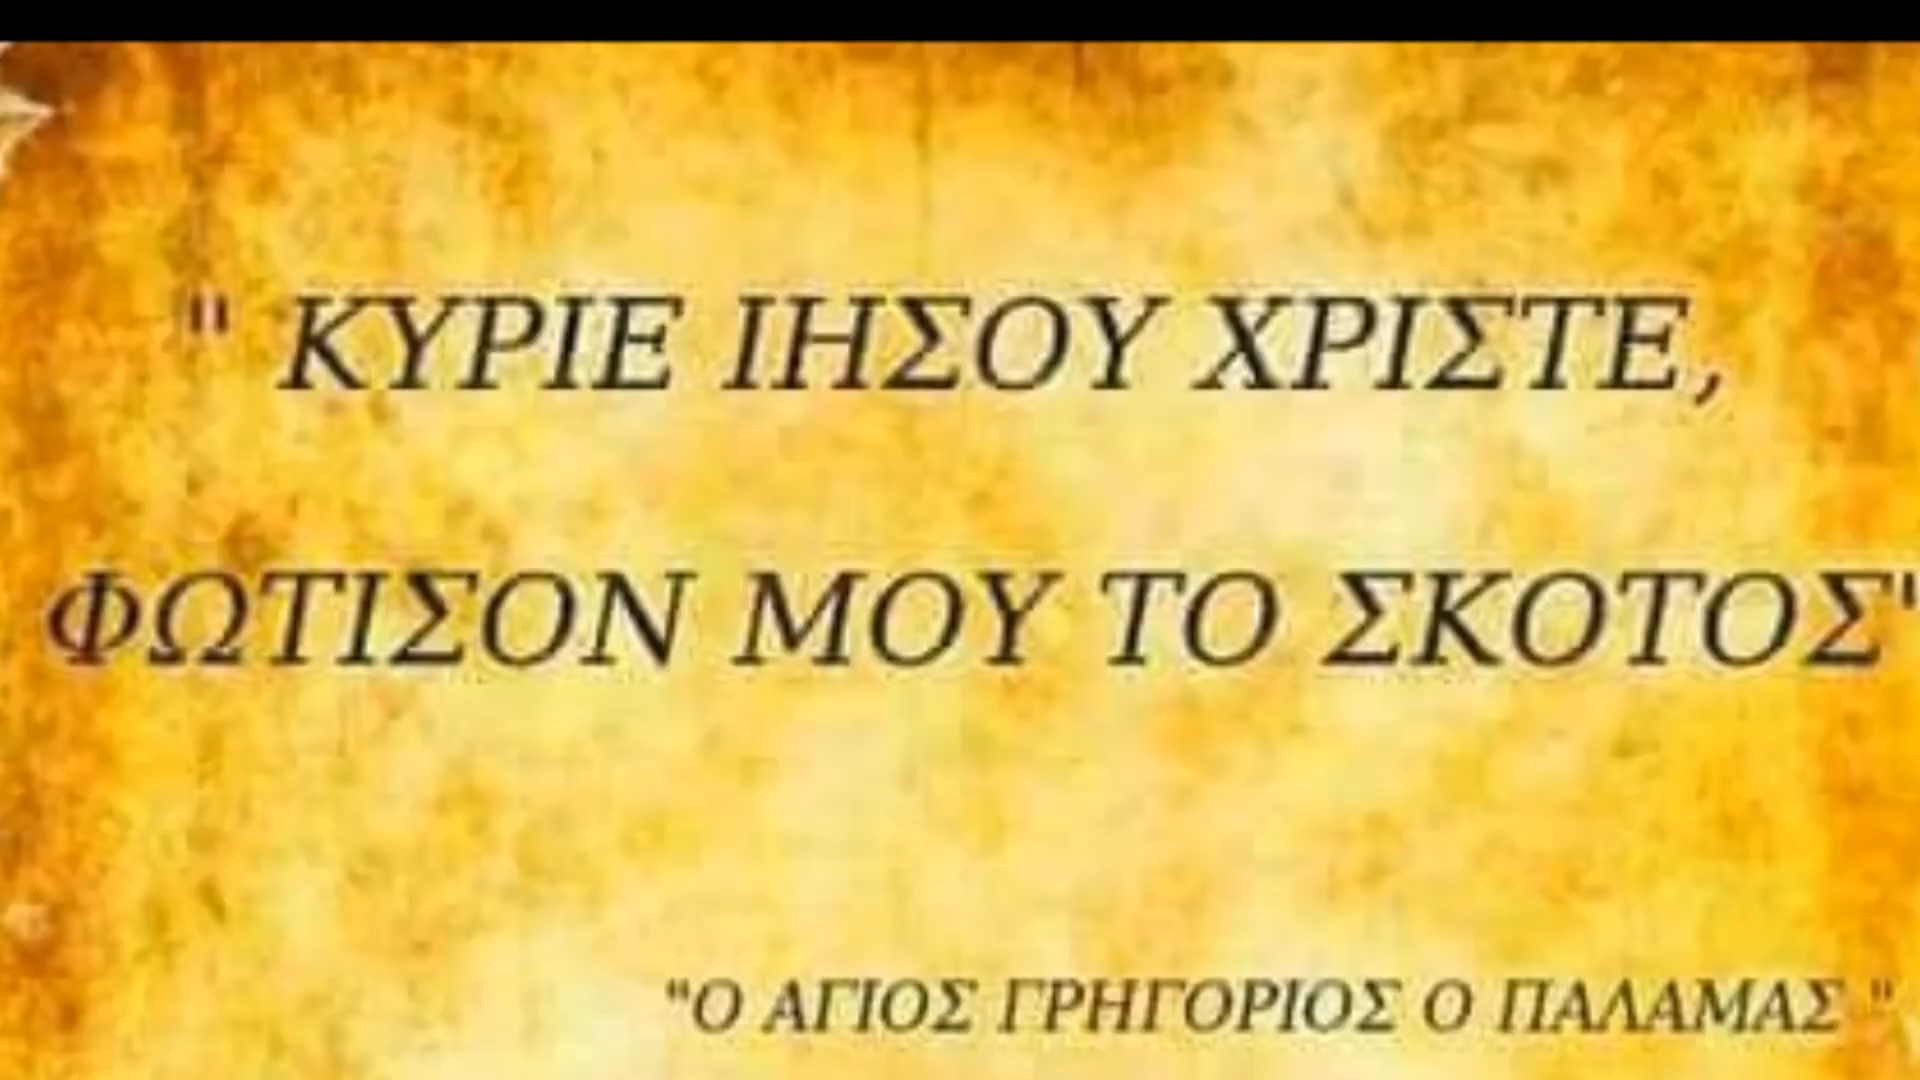 " ΚΥΡΙΕ ΙΗΣΟΥ ΧΡΙΣΤΕ,
ΦΩΤΙΣΟΝ ΜΟΥ ΤΟ ΣΚΟΤΟΣ"
"Ο ΑΓΙΟΣ ΓΡΗΓΟΡΙΟΣ Ο ΠΑΛΑΜΑΣ "